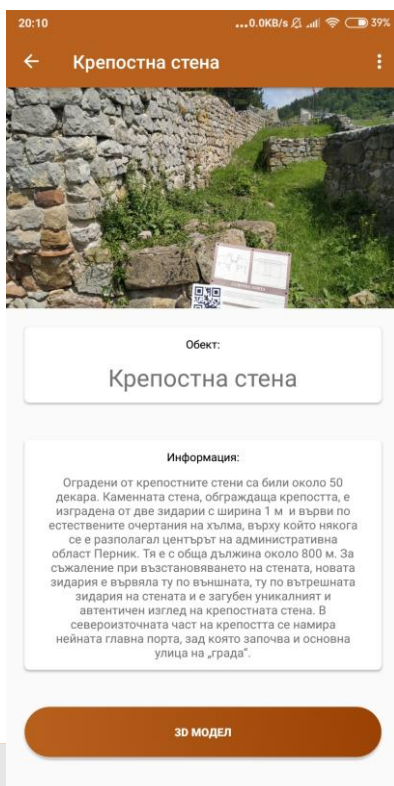 20:10 ...0.0KB/s 39%
Крепостна стена
Обект:
Крепостна стена
Информация:
Оградени от крепостните стени са били около 50
декара. Каменната стена, обграждаща крепостта, е
изградена от две зидарии с ширина 1 м и върви по
естествените очертания на хълма, върху който някога
се е разполагал центърът на административна
област Перник. Тя е с обща дължина около 800 м. За
съжаление при възстановяването на стената, новата
зидария е вървяла ту по външната, ту по вътрешната
зидария на стената и е загубен уникалният и
автентичен изглед на крепостната стена. В
североизточната част на крепостта се намира
нейната главна порта, зад която започва и основна
улица на „града“.
3D МОДЕЛ